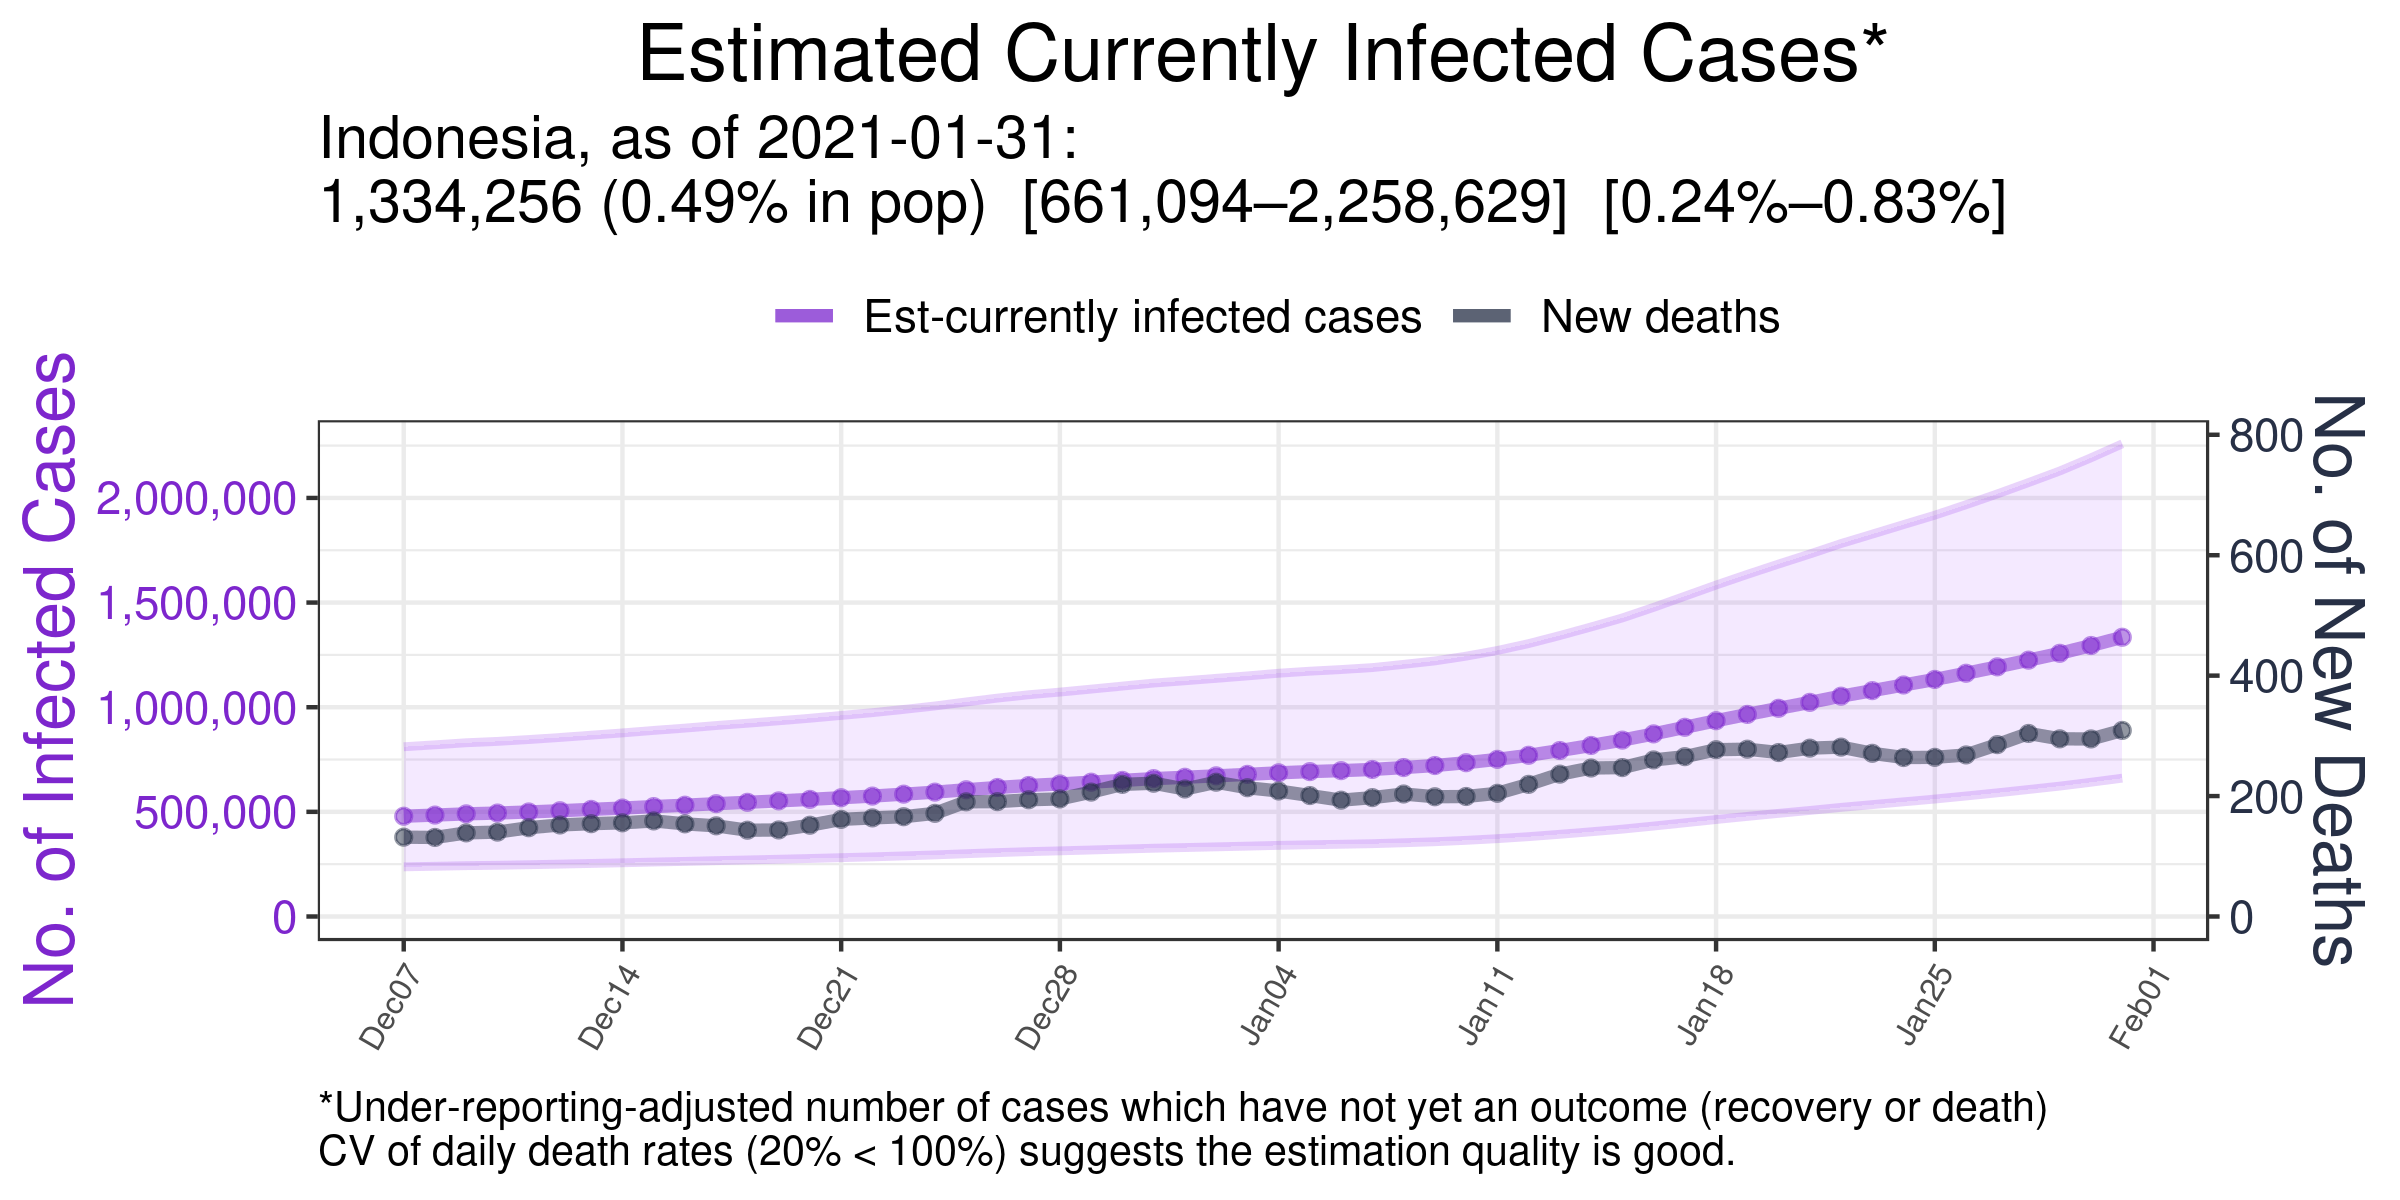 Estimated Currently Infected Cases*
Indonesia, as of 2021-01-31:
1,334,256 (0.49% in pop)  [661,094–2,258,629]  [0.24%–0.83%]
Est-currently infected cases
New deaths
No. of Infected Cases
2,000,000
1,500,000
1,000,000
500,000
0
800
600
400
200
0
No. of New Deaths
Dec07
Dec14
Dec21
Dec28
Jan04
Jan11
Jan18
Jan25
Feb01
*Under-reporting-adjusted number of cases which have not yet an outcome (recovery or death)
CV of daily death rates (20% < 100%) suggests the estimation quality is good.